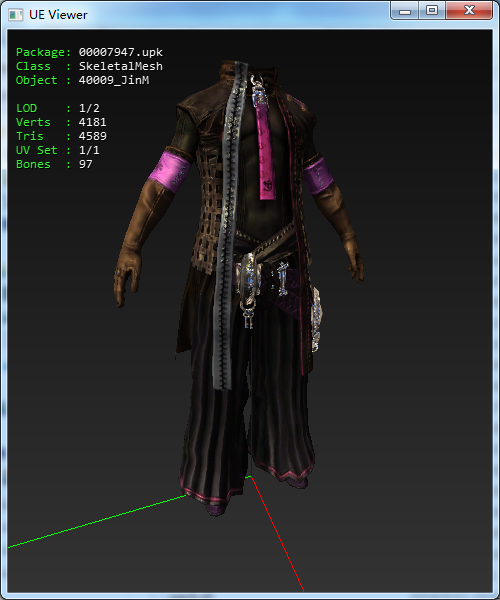 UE Viewer
Package: 00007947.upk
Class : SkeletalMesh
Object : 40009_JinM
LOD : 1/2
Verts : 4181
Tris : 4589
UV Set : 1/1
Bones : 97